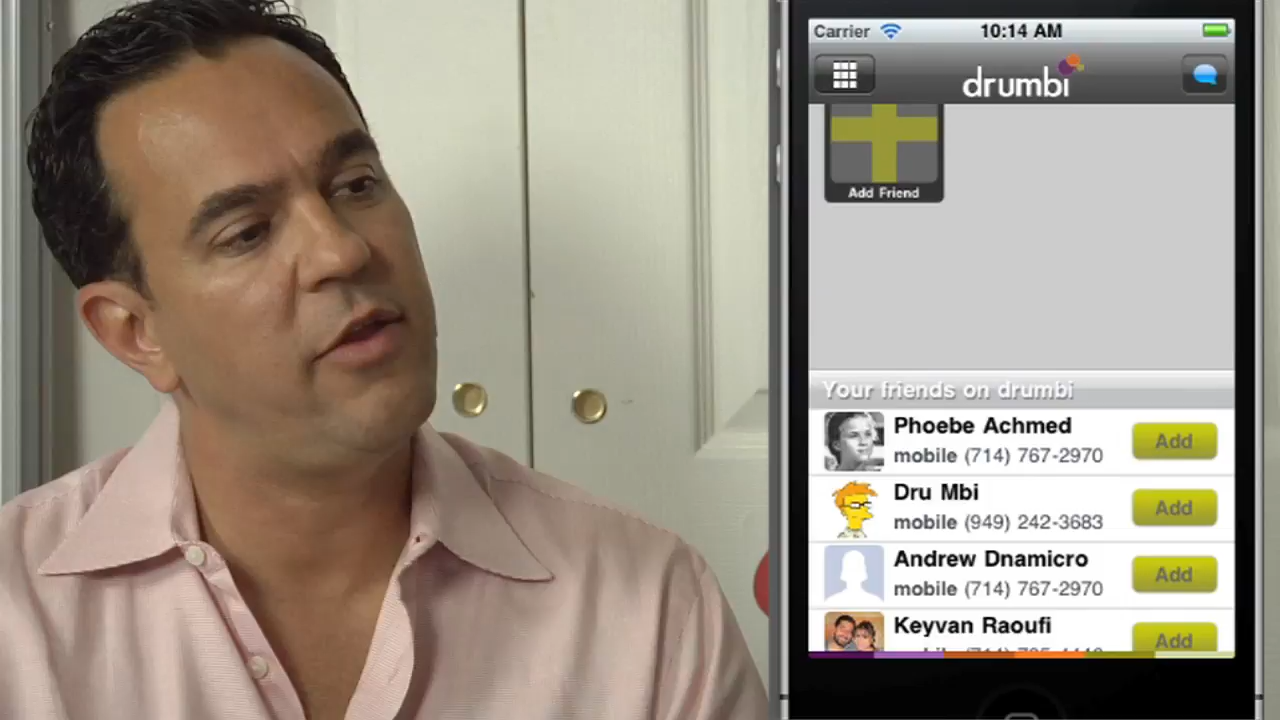 Carrier 10:14 AM
drumbi
Add Friend
Your friends on drumbi
Phoebe Achmed
mobile (714) 767-2970
Add
Dru Mbi
mobile (949) 242-3683
Add
Andrew Dnamicro
mobile (714) 767-2970
Add
Keyvan Raoufi
Add